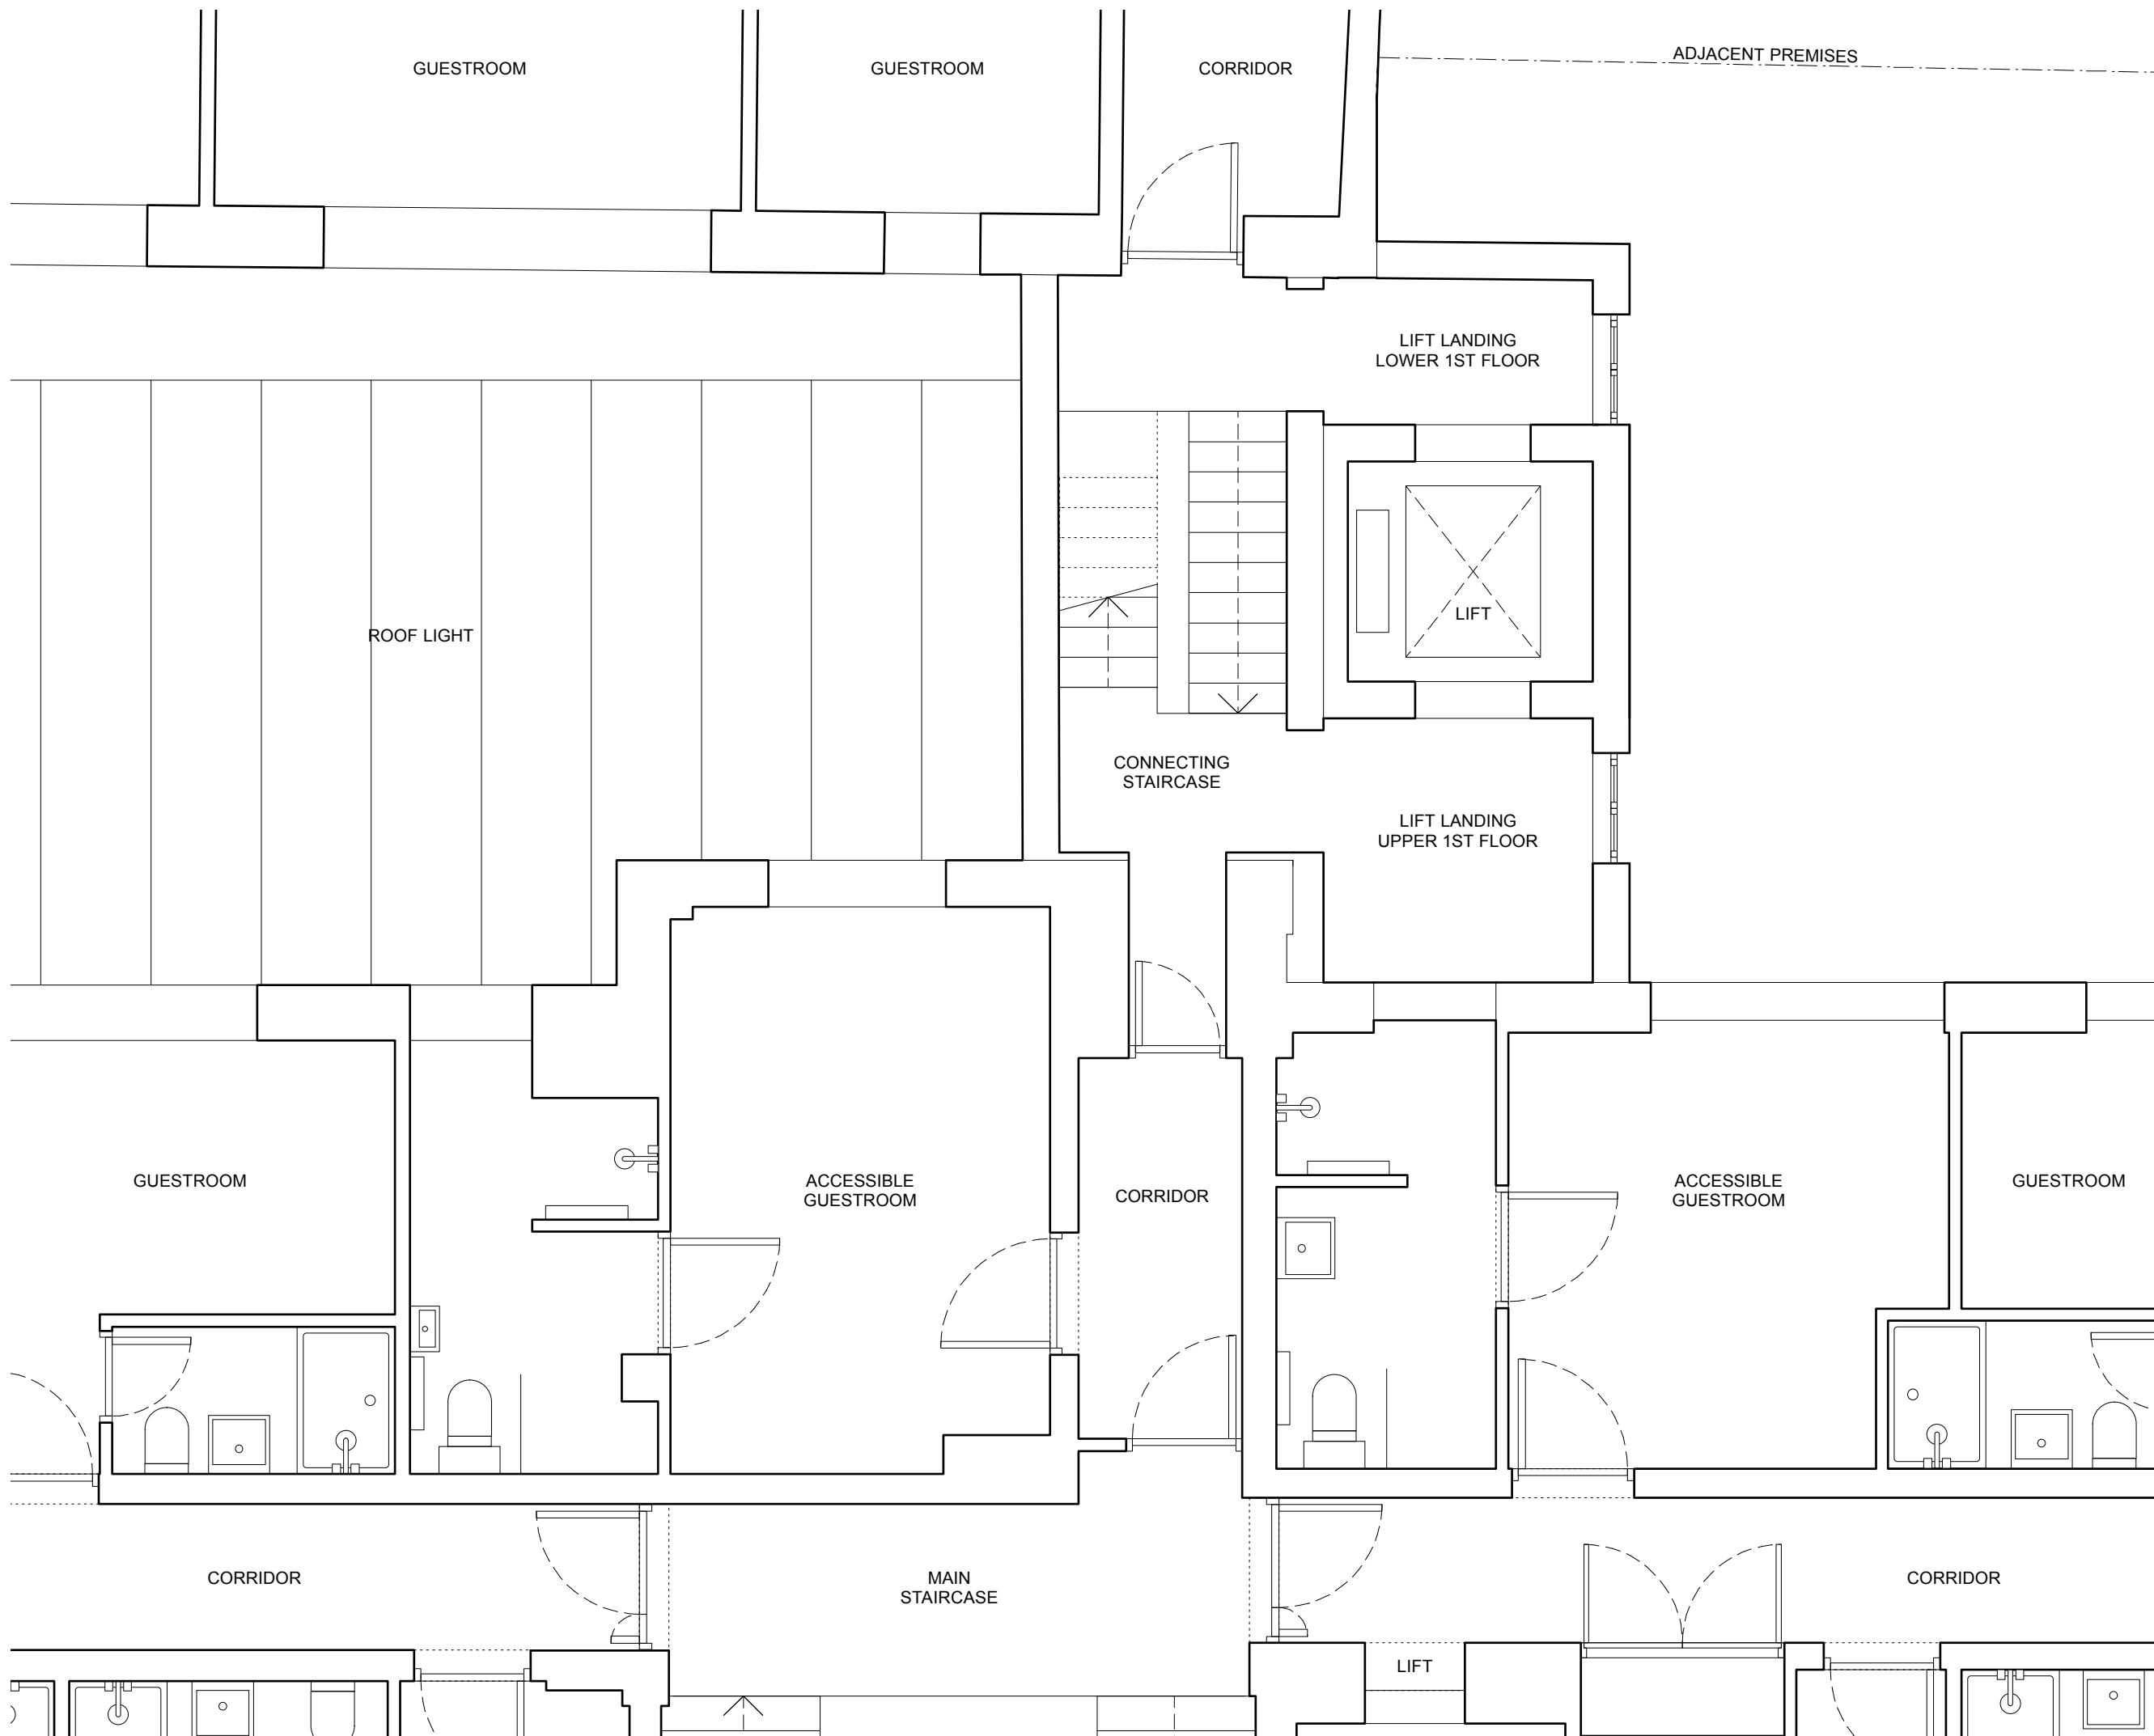 GUESTROOM
GUESTROOM
CORRIDOR
ADJACENT PREMISES
LIFT LANDING
LOWER 1ST FLOOR
LIFT
ROOF LIGHT
CONNECTING
STAIRCASE
LIFT LANDING
UPPER 1ST FLOOR
GUESTROOM
ACCESSIBLE
GUESTROOM
CORRIDOR
ACCESSIBLE
GUESTROOM
GUESTROOM
CORRIDOR
MAIN
STAIRCASE
CORRIDOR
LIFT